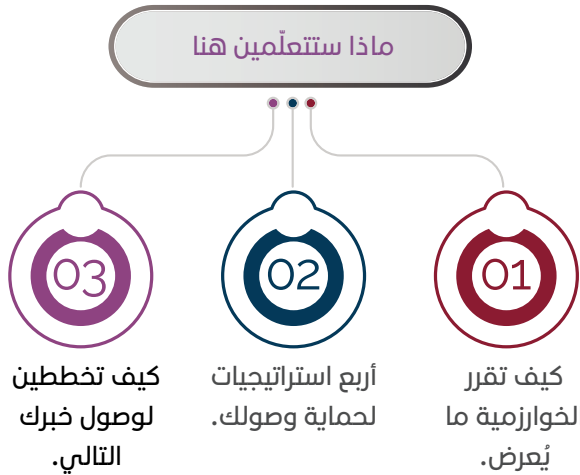 ماذا ستتعلّمين هنا
01
كيف تقرر
لخوارزمية ما
يُعرض.
02
أربع استراتيجيات
لحماية وصولك.
03
كيف تخططين
لوصول خبرك
التالي.